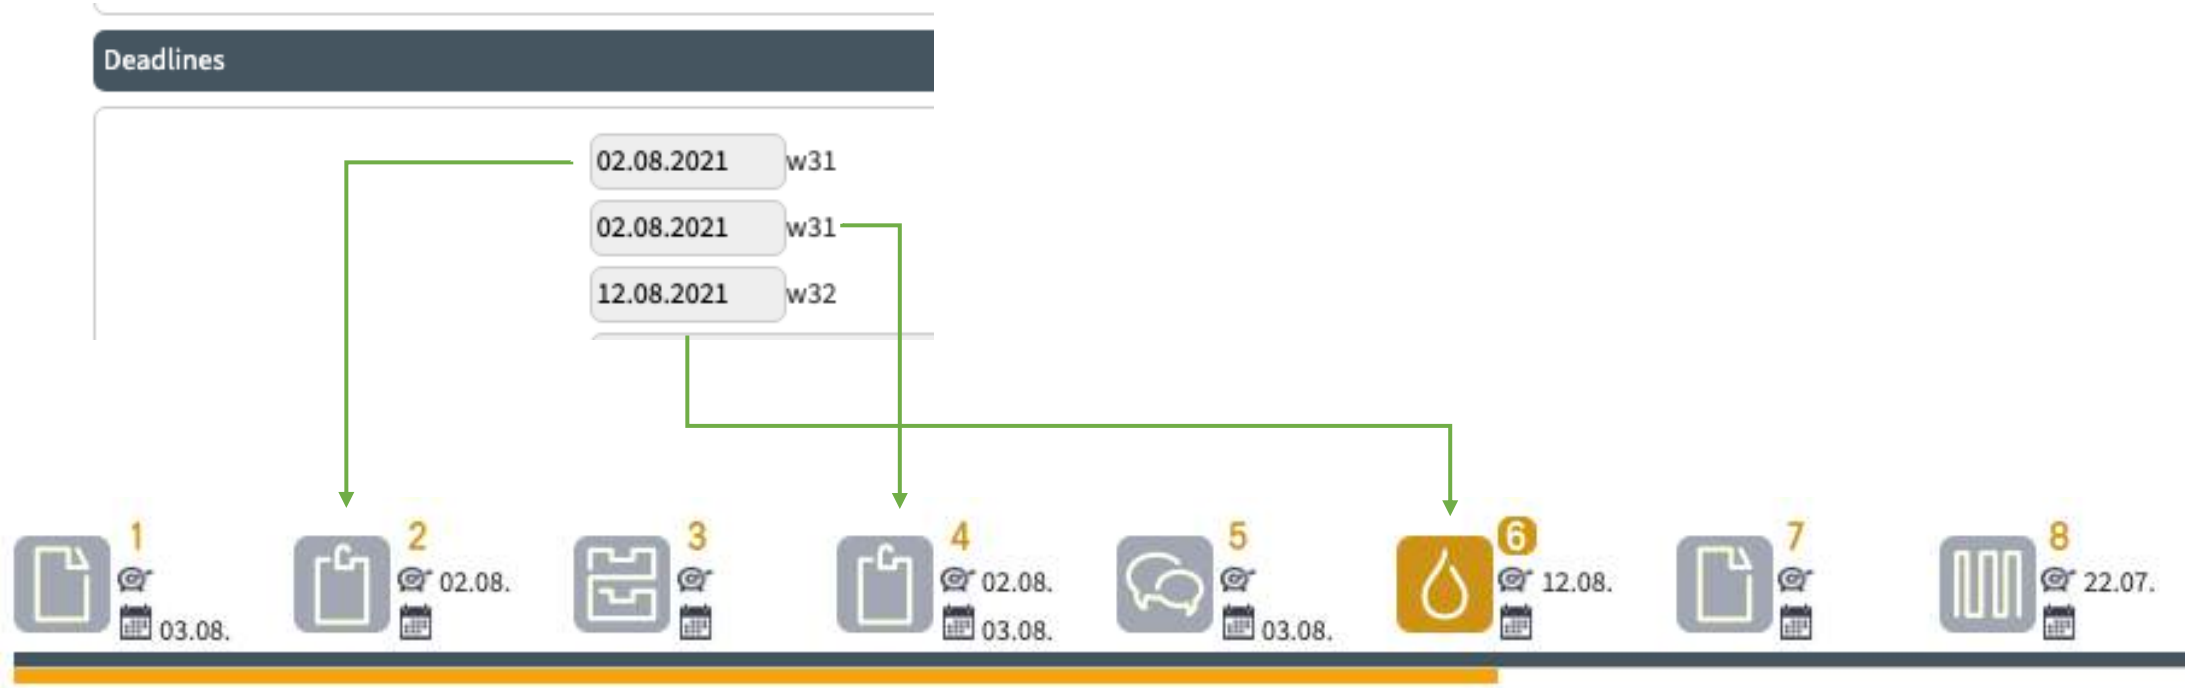 Deadlines
02.08.2021 w31
02.08.2021 w31
12.08.2021 w32
1 2 3 4 5 6 7 8
02.08. 02.08. 12.08. 22.07.
03.08. 03.08. 03.08.